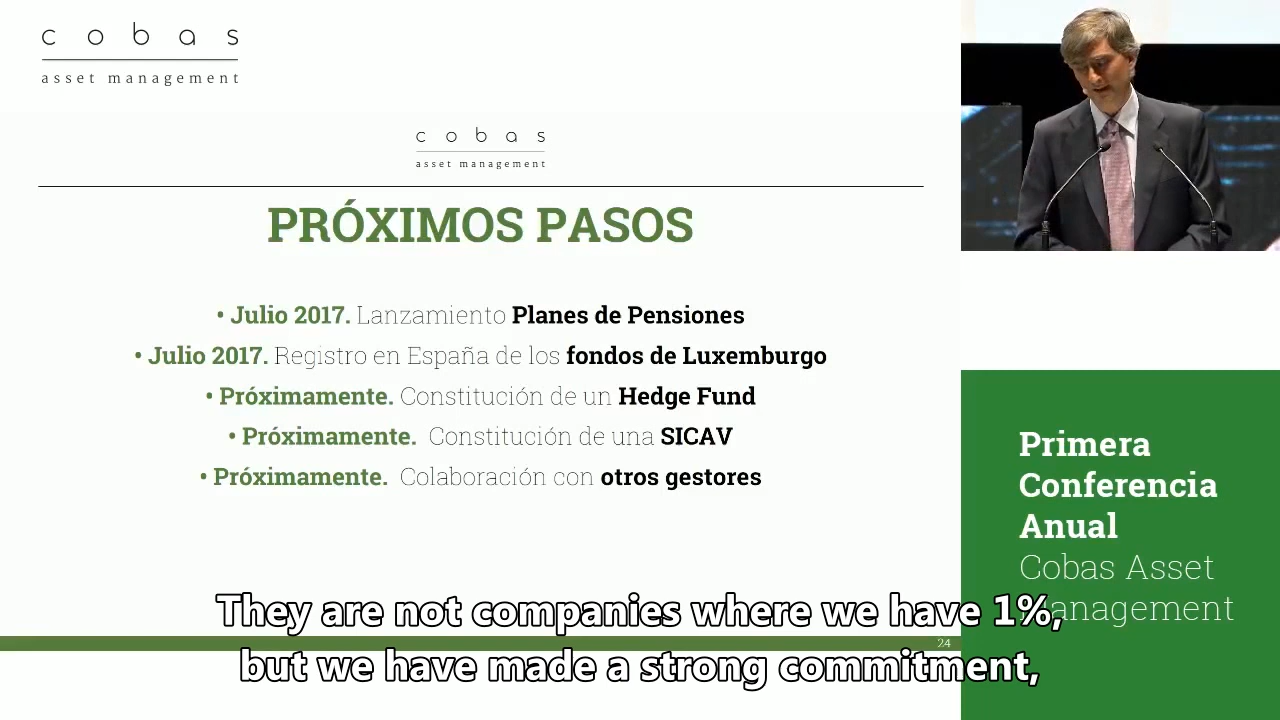 cobas
asset management
cobas
asset management
PRÓXIMOS PASOS
• Julio 2017. Lanzamiento Planes de Pensiones
• Julio 2017. Registro en España de los fondos de Luxemburgo
• Próximamente. Constitución de un Hedge Fund
• Próximamente. Constitución de una SICAV
• Próximamente. Colaboración con otros gestores
24
Primera
Conferencia
Anual
Cobas Asset
Management
They are not companies where we have 1%,
but we have made a strong commitment,